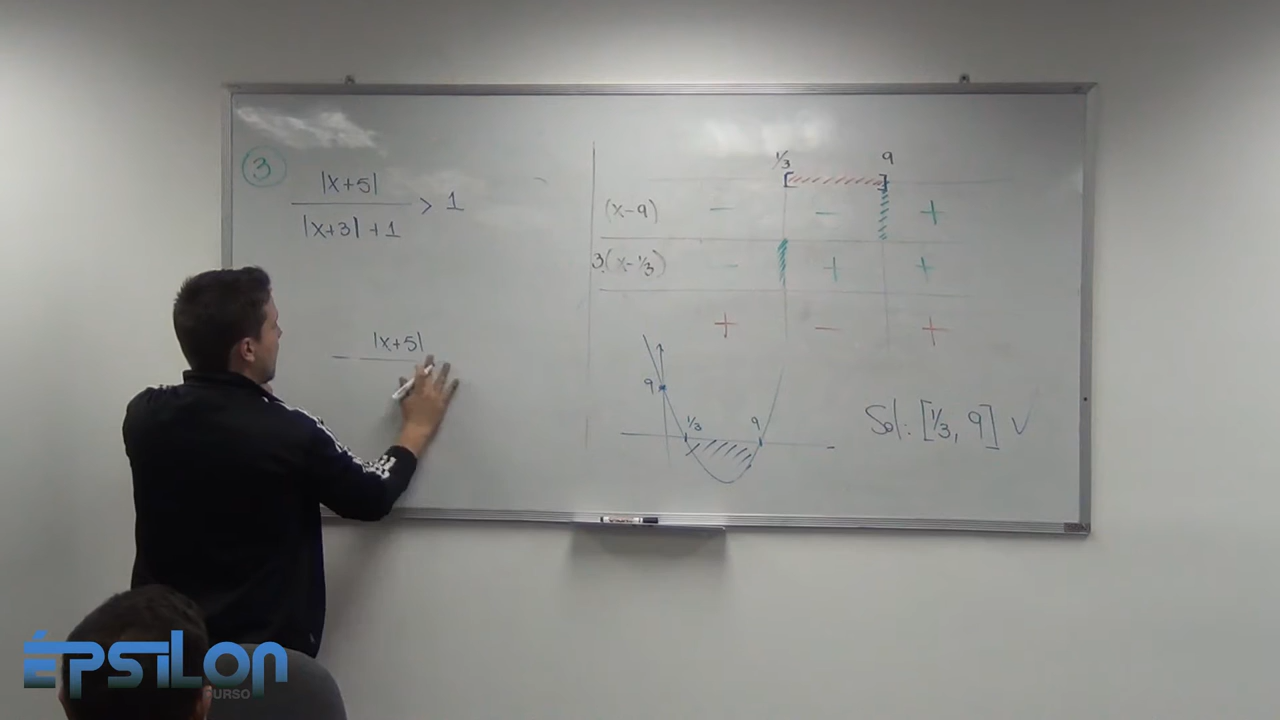 3
|x+5|
|x+3| + 1
> 1
|x+5|
1/3 9
(x-9) - - +
3.(x-1/3) - + +
+ - +
9
1/3 9
Sol: [1/3, 9] ✓
ÉPSILON
CURSO